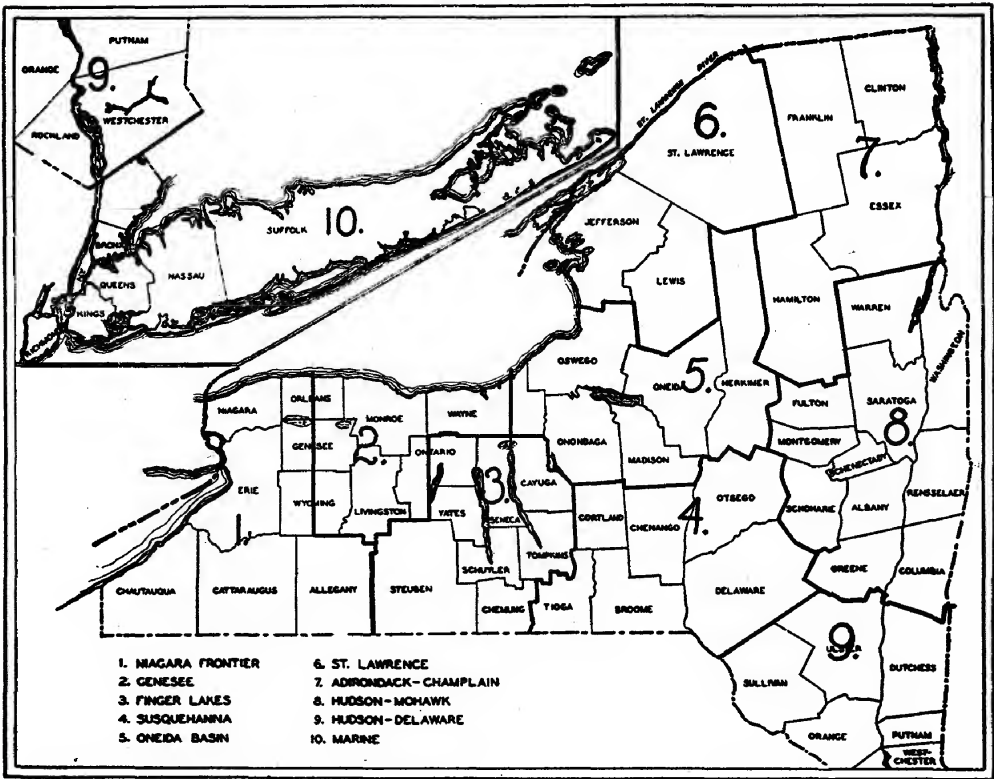 PUTNAM
ORANGE
9.
WESTCHESTER
ROCKLAND
BRONX
QUEENS
NASSAU
KINGS
RICHMOND
SUFFOLK
10.
ST. LAWRENCE RIVER
6.
ST. LAWRENCE
FRANKLIN
CLINTON
7.
ESSEX
JEFFERSON
LEWIS
HAMILTON
WARREN
WASHINGTON
OSWEGO
ONEIDA
5.
HERKIMER
FULTON
SARATOGA
8.
MONTGOMERY
SCHENECTADY
NIAGARA
ORLEANS
MONROE
WAYNE
GENESEE
2.
ONTARIO
ONONDAGA
MADISON
ERIE
WYOMING
LIVINGSTON
YATES
3.
SENECA
CAYUGA
CORTLAND
CHENANGO
4.
OTSEGO
SCHOHARIE
ALBANY
RENSSELAER
1
SCHUYLER
TOMPKINS
GREENE
COLUMBIA
CHAUTAUQUA
CATTARAUGUS
ALLEGANY
STEUBEN
CHEMUNG
TIOGA
BROOME
DELAWARE
9.
ULSTER
SULLIVAN
DUTCHESS
ORANGE
PUTNAM
WEST-
CHESTER
1. NIAGARA FRONTIER
2. GENESEE
3. FINGER LAKES
4. SUSQUEHANNA
5. ONEIDA BASIN
6. ST. LAWRENCE
7. ADIRONDACK-CHAMPLAIN
8. HUDSON-MOHAWK
9. HUDSON-DELAWARE
10. MARINE